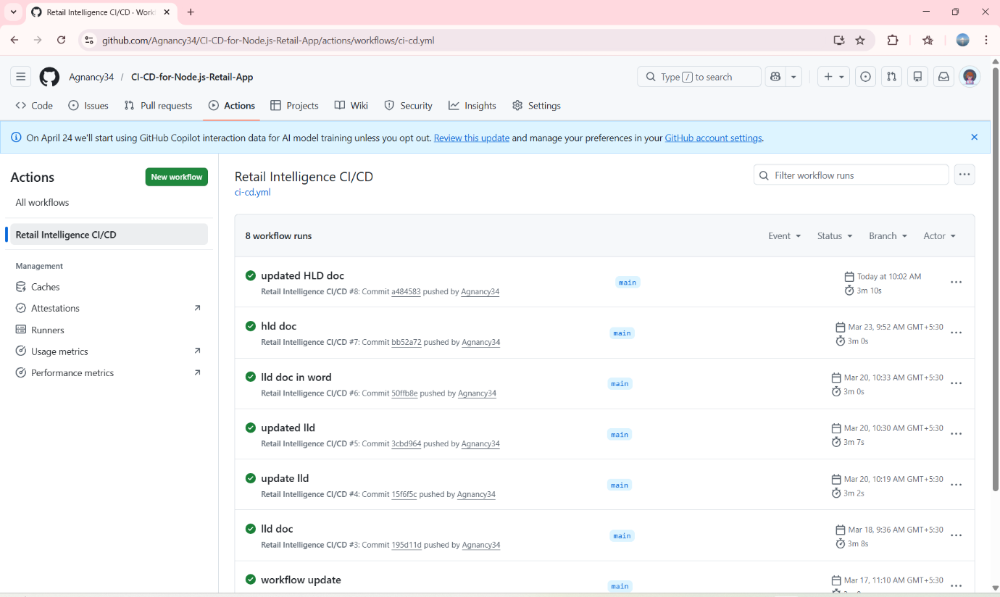 Retail Intelligence CI/CD · Work
github.com/Agnancy34/CI-CD-for-Node.js-Retail-App/actions/workflows/ci-cd.yml
Agnancy34 / CI-CD-for-Node.js-Retail-App
Type / to search
Code Issues Pull requests Actions Projects Wiki Security Insights Settings
On April 24 we'll start using GitHub Copilot interaction data for AI model training unless you opt out. Review this update and manage your preferences in your GitHub account settings.
Actions
New workflow
All workflows
Retail Intelligence CI/CD
Management
Caches
Attestations
Runners
Usage metrics
Performance metrics
Retail Intelligence CI/CD
ci-cd.yml
Filter workflow runs
8 workflow runs
Event Status Branch Actor
updated HLD doc
Retail Intelligence CI/CD #8: Commit a484583 pushed by Agnancy34
main
Today at 10:02 AM
3m 10s
hld doc
Retail Intelligence CI/CD #7: Commit bb52a72 pushed by Agnancy34
main
Mar 23, 9:52 AM GMT+5:30
3m 0s
lld doc in word
Retail Intelligence CI/CD #6: Commit 50ffb8e pushed by Agnancy34
main
Mar 20, 10:33 AM GMT+5:30
3m 0s
updated lld
Retail Intelligence CI/CD #5: Commit 3cbd964 pushed by Agnancy34
main
Mar 20, 10:30 AM GMT+5:30
3m 7s
update lld
Retail Intelligence CI/CD #4: Commit 15f6f5c pushed by Agnancy34
main
Mar 20, 10:19 AM GMT+5:30
3m 2s
lld doc
Retail Intelligence CI/CD #3: Commit 195d11d pushed by Agnancy34
main
Mar 18, 9:36 AM GMT+5:30
3m 8s
workflow update
main
Mar 17, 11:10 AM GMT+5:30